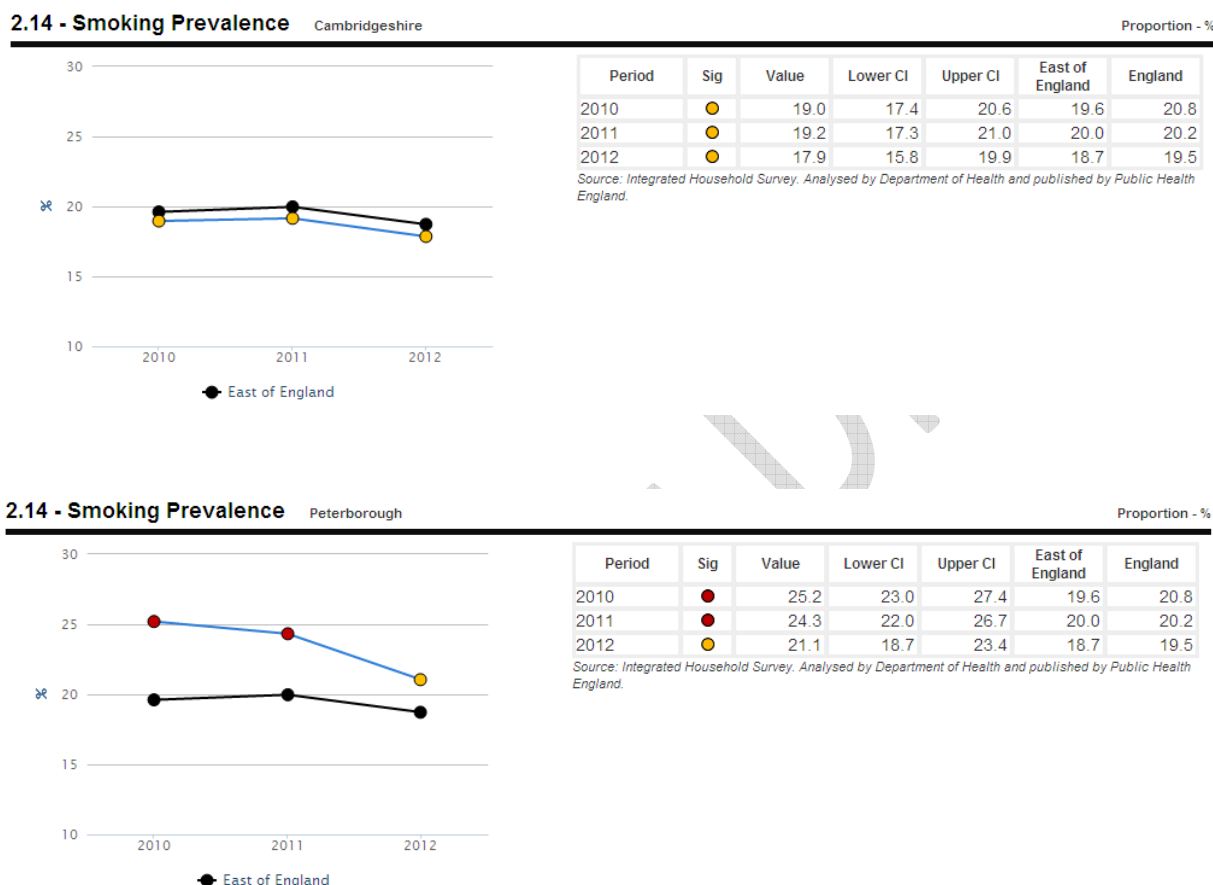 2.14 - Smoking Prevalence Cambridgeshire Proportion - %
30
25
%
20
15
10
2010 2011 2012
East of England
Period Sig Value Lower CI Upper CI East of England England
2010 19.0 17.4 20.6 19.6 20.8
2011 19.2 17.3 21.0 20.0 20.2
2012 17.9 15.8 19.9 18.7 19.5
Source: Integrated Household Survey. Analysed by Department of Health and published by Public Health
England.
2.14 - Smoking Prevalence Peterborough Proportion - %
30
25
%
20
15
10
2010 2011 2012
East of England
Period Sig Value Lower CI Upper CI East of England England
2010 25.2 23.0 27.4 19.6 20.8
2011 24.3 22.0 26.7 20.0 20.2
2012 21.1 18.7 23.4 18.7 19.5
Source: Integrated Household Survey. Analysed by Department of Health and published by Public Health
England.